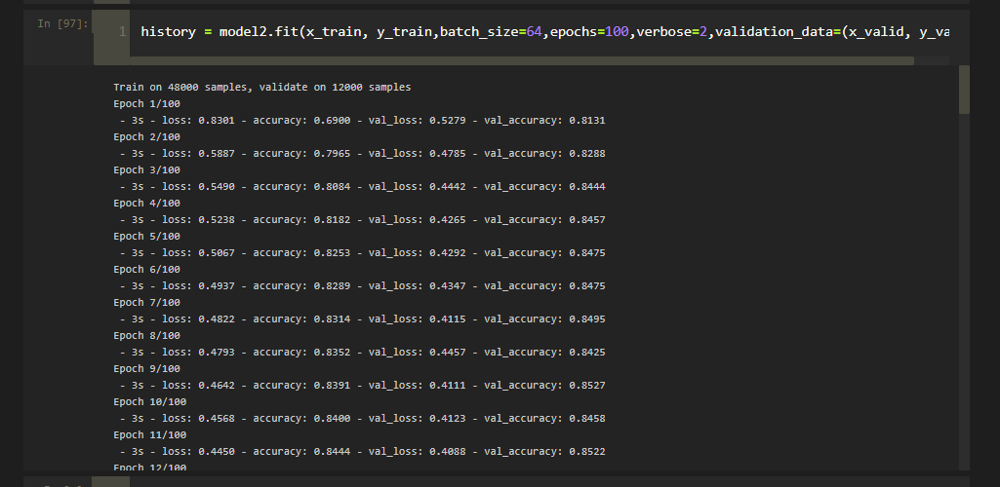 In [97]:
1 history = model2.fit(x_train, y_train,batch_size=64,epochs=100,verbose=2,validation_data=(x_valid, y_va
Train on 48000 samples, validate on 12000 samples
Epoch 1/100
- 3s - loss: 0.8301 - accuracy: 0.6900 - val_loss: 0.5279 - val_accuracy: 0.8131
Epoch 2/100
- 3s - loss: 0.5887 - accuracy: 0.7965 - val_loss: 0.4785 - val_accuracy: 0.8288
Epoch 3/100
- 3s - loss: 0.5490 - accuracy: 0.8084 - val_loss: 0.4442 - val_accuracy: 0.8444
Epoch 4/100
- 3s - loss: 0.5238 - accuracy: 0.8182 - val_loss: 0.4265 - val_accuracy: 0.8457
Epoch 5/100
- 3s - loss: 0.5067 - accuracy: 0.8253 - val_loss: 0.4292 - val_accuracy: 0.8475
Epoch 6/100
- 3s - loss: 0.4937 - accuracy: 0.8289 - val_loss: 0.4347 - val_accuracy: 0.8475
Epoch 7/100
- 3s - loss: 0.4822 - accuracy: 0.8314 - val_loss: 0.4115 - val_accuracy: 0.8495
Epoch 8/100
- 3s - loss: 0.4793 - accuracy: 0.8352 - val_loss: 0.4457 - val_accuracy: 0.8425
Epoch 9/100
- 3s - loss: 0.4642 - accuracy: 0.8391 - val_loss: 0.4111 - val_accuracy: 0.8527
Epoch 10/100
- 3s - loss: 0.4568 - accuracy: 0.8400 - val_loss: 0.4123 - val_accuracy: 0.8458
Epoch 11/100
- 3s - loss: 0.4450 - accuracy: 0.8444 - val_loss: 0.4088 - val_accuracy: 0.8522
Epoch 12/100